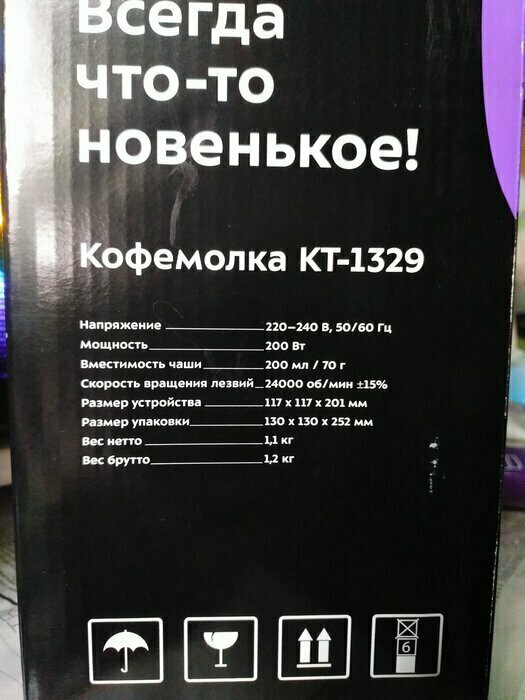 Всегда
что-то
новенькое!
Кофемолка КТ-1329
Напряжение 220–240 В, 50/60 Гц
Мощность 200 Вт
Вместимость чаши 200 мл / 70 г
Скорость вращения лезвий 24000 об/мин ±15%
Размер устройства 117 х 117 х 201 мм
Размер упаковки 130 х 130 х 252 мм
Вес нетто 1,1 кг
Вес брутто 1,2 кг
6